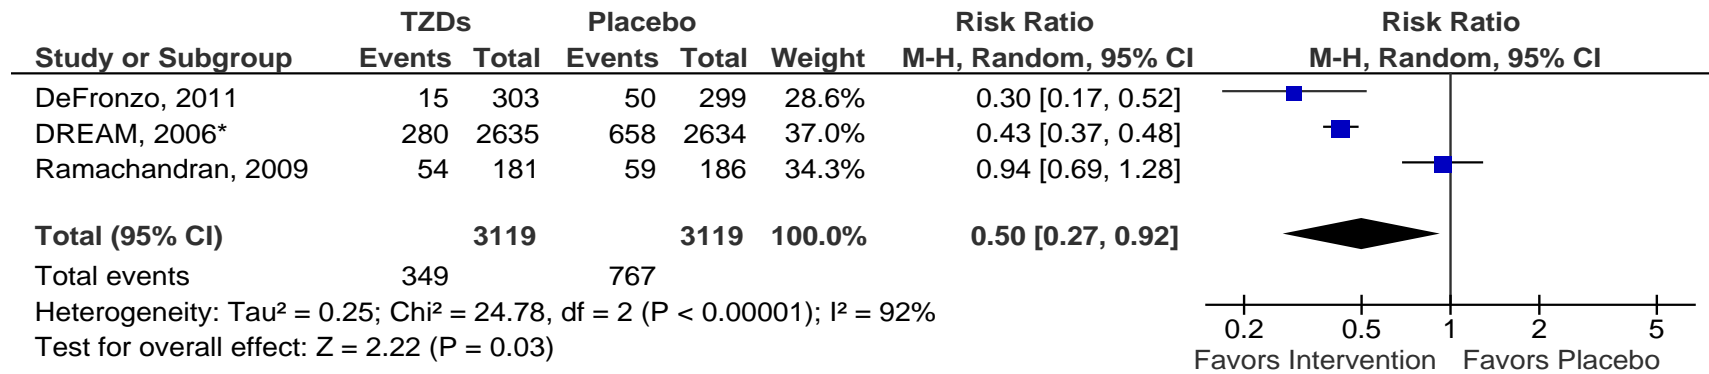 TZDs Placebo Risk Ratio Risk Ratio
Study or Subgroup Events Total Events Total Weight M-H, Random, 95% CI M-H, Random, 95% CI
DeFronzo, 2011 15 303 50 299 28.6% 0.30 [0.17, 0.52]
DREAM, 2006* 280 2635 658 2634 37.0% 0.43 [0.37, 0.48]
Ramachandran, 2009 54 181 59 186 34.3% 0.94 [0.69, 1.28]
Total (95% CI) 3119 3119 100.0% 0.50 [0.27, 0.92]
Total events 349 767
Heterogeneity: Tau² = 0.25; Chi² = 24.78, df = 2 (P < 0.00001); I² = 92%
Test for overall effect: Z = 2.22 (P = 0.03)
0.2 0.5 1 2 5
Favors Intervention Favors Placebo